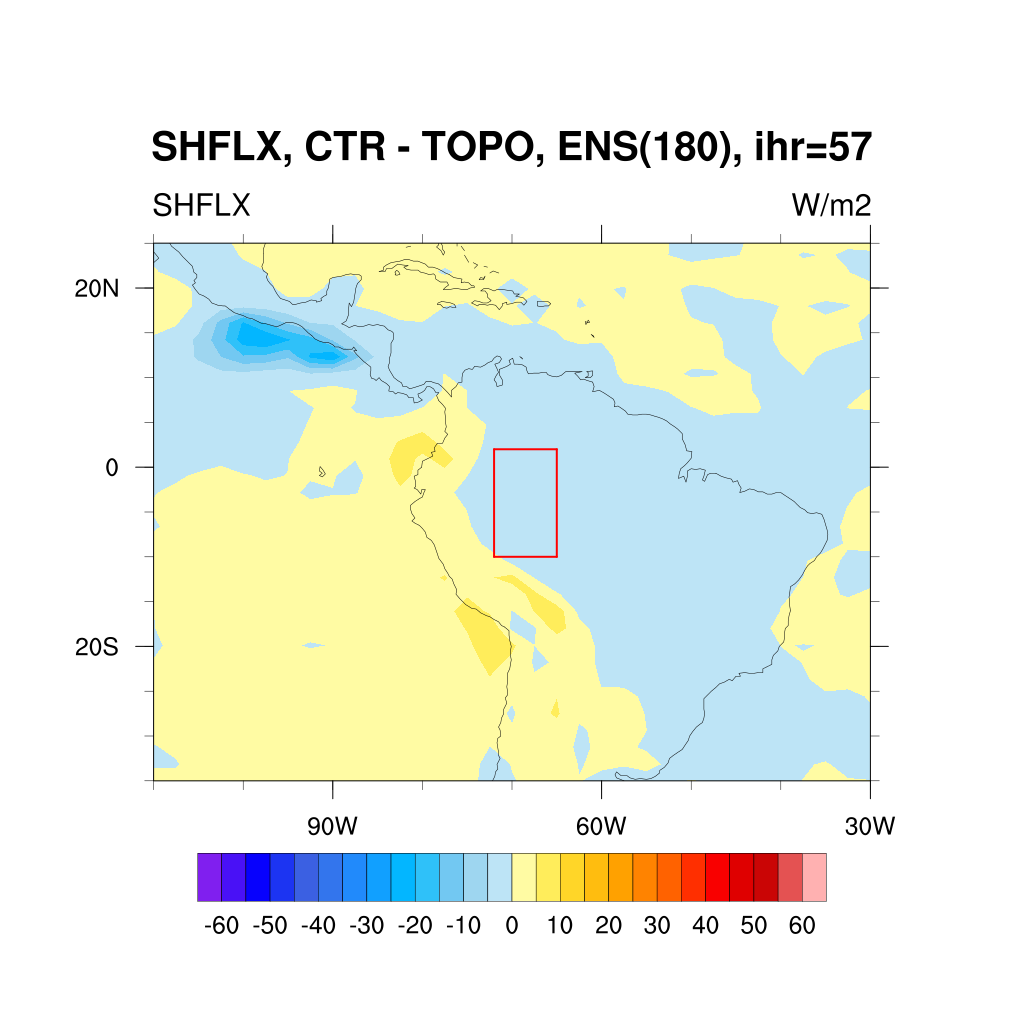 SHFLX, CTR - TOPO, ENS(180), ihr=57
SHFLX W/m2
20N
0
20S
90W 60W 30W
-60 -50 -40 -30 -20 -10 0 10 20 30 40 50 60